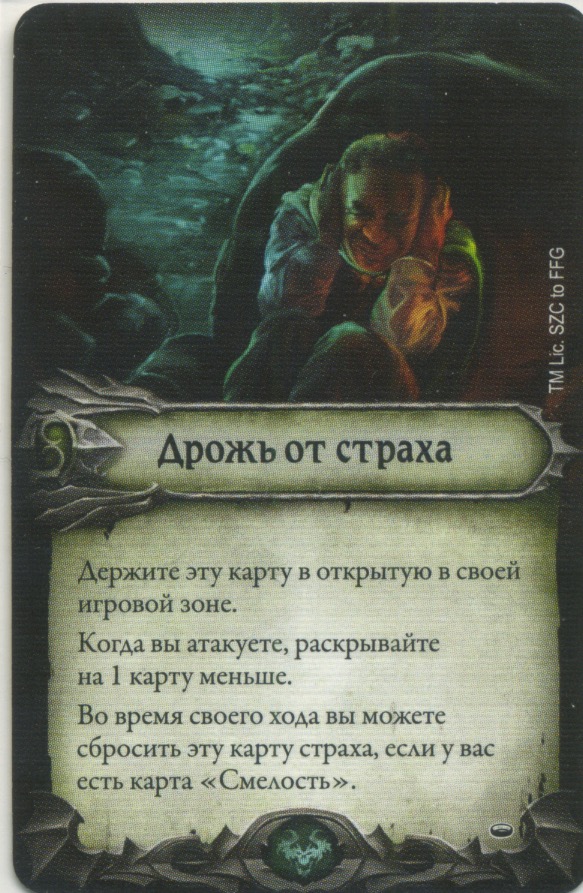 TM Lic. SZC to FFG
Дрожь от страха
Держите эту карту в открытую в своей
игровой зоне.
Когда вы атакуете, раскрывайте
на 1 карту меньше.
Во время своего хода вы можете
сбросить эту карту страха, если у вас
есть карта «Смелость».